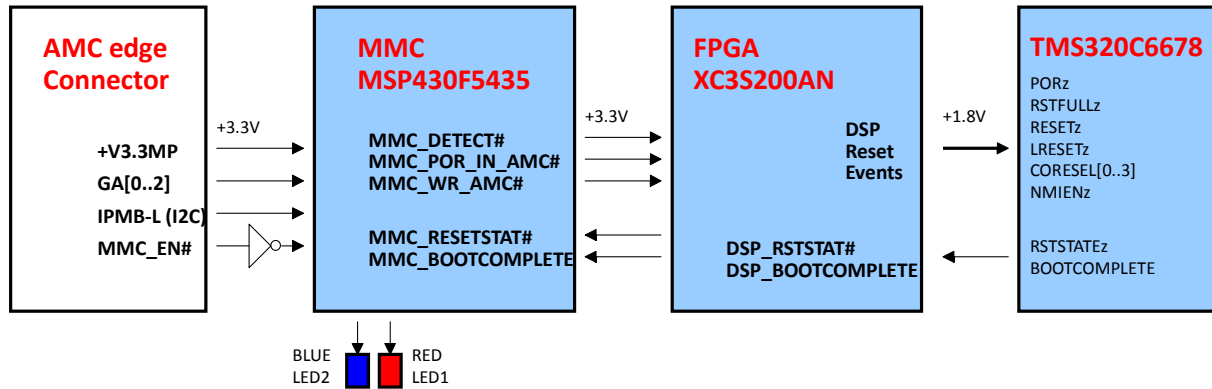 AMC edge
Connector
+V3.3MP
GA[0..2]
IPMB-L (I2C)
MMC_EN#
+3.3V
MMC
MSP430F5435
MMC_DETECT#
MMC_POR_IN_AMC#
MMC_WR_AMC#
MMC_RESETSTAT#
MMC_BOOTCOMPLETE
BLUE
LED2
RED
LED1
+3.3V
FPGA
XC3S200AN
DSP
Reset
Events
DSP_RSTSTAT#
DSP_BOOTCOMPLETE
+1.8V
TMS320C6678
PORz
RSTFULLz
RESETz
LRESETz
CORESEL[0..3]
NMIENz
RSTSTATEz
BOOTCOMPLETE